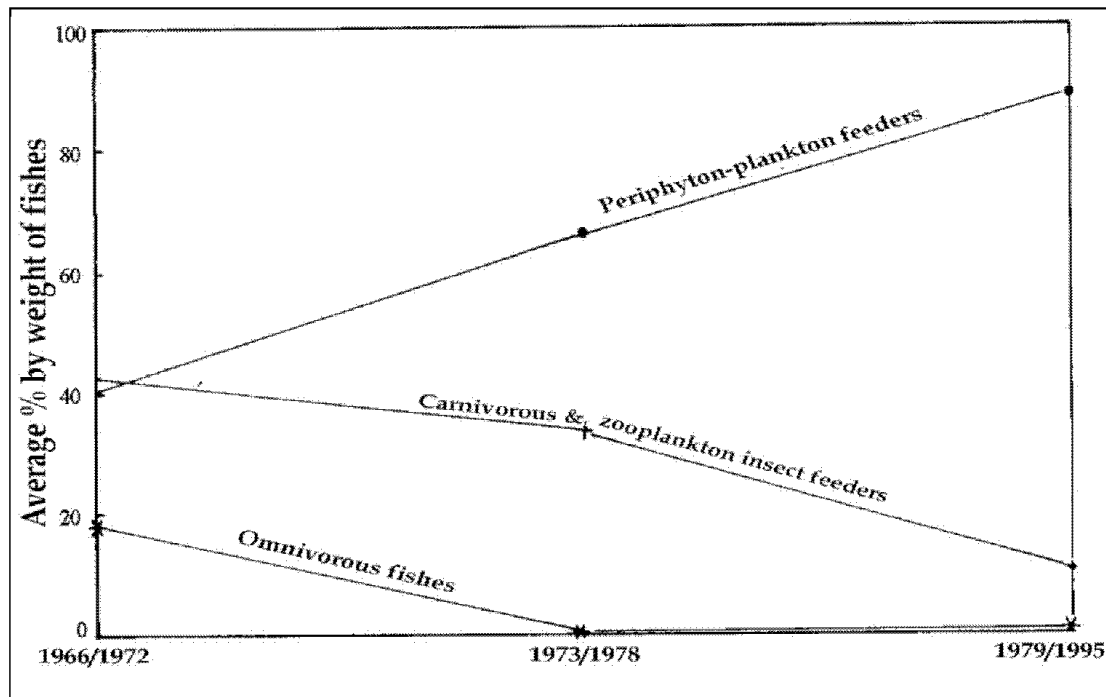 100
80
60
40
20
0
Average % by weight of fishes
Periphyton-plankton feeders
Carnivorous & zooplankton insect feeders
Omnivorous fishes
1966/1972
1973/1978
1979/1995